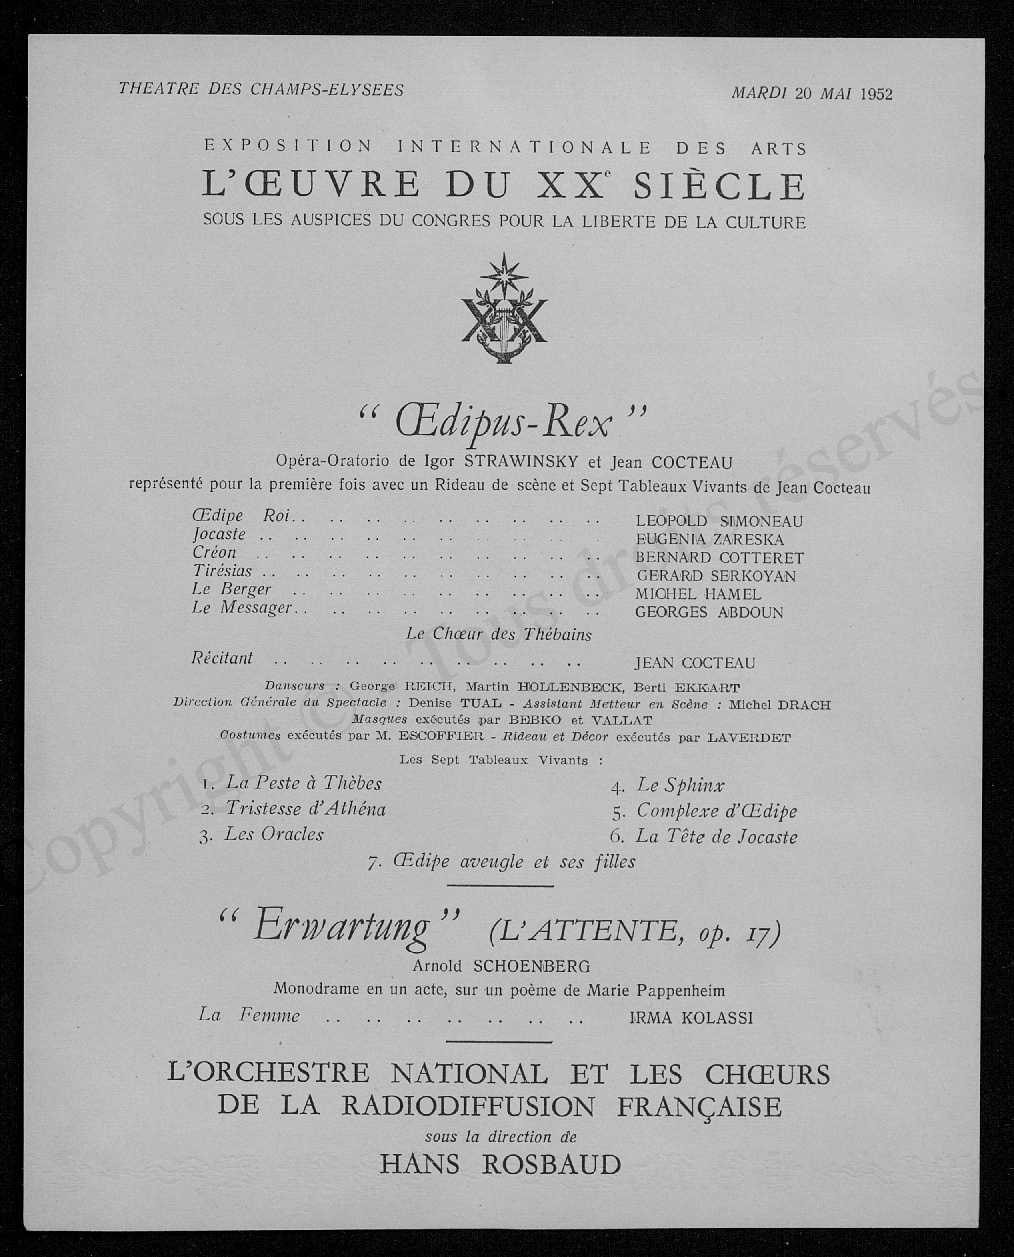 THEATRE DES CHAMPS-ELYSEES
MARDI 20 MAI 1952
EXPOSITION INTERNATIONALE DES ARTS
L'ŒUVRE DU XXe SIÈCLE
SOUS LES AUSPICES DU CONGRES POUR LA LIBERTE DE LA CULTURE
XX
" Œdipus-Rex "
Opéra-Oratorio de Igor STRAWINSKY et Jean COCTEAU
représenté pour la première fois avec un Rideau de scène et Sept Tableaux Vivants de Jean Cocteau
Œdipe Roi.. .. .. .. .. .. .. .. .. LEOPOLD SIMONEAU
Jocaste .. .. .. .. .. .. .. .. .. .. EUGENIA ZARESKA
Créon .. .. .. .. .. .. .. .. .. .. BERNARD COTTERET
Tirésias .. .. .. .. .. .. .. .. .. .. GERARD SERKOYAN
Le Berger .. .. .. .. .. .. .. .. .. MICHEL HAMEL
Le Messager.. .. .. .. .. .. .. .. .. GEORGES ABDOUN
Le Chœur des Thébains
Récitant .. .. .. .. .. .. .. .. .. JEAN COCTEAU
Danseurs : George REICH, Martin HOLLENBECK, Berti EKKART
Direction Générale du Spectacle : Denise TUAL - Assistant Metteur en Scène : Michel DRACH
Masques exécutés par BEBKO et VALLAT
Costumes exécutés par M. ESCOFFIER - Rideau et Décor exécutés par LAVERDET
Les Sept Tableaux Vivants :
1. La Peste à Thèbes
2. Tristesse d'Athéna
3. Les Oracles
4. Le Sphinx
5. Complexe d'Œdipe
6. La Tête de Jocaste
7. Œdipe aveugle et ses filles
" Erwartung " (L'ATTENTE, op. 17)
Arnold SCHOENBERG
Monodrame en un acte, sur un poème de Marie Pappenheim
La Femme .. .. .. .. .. .. .. IRMA KOLASSI
L'ORCHESTRE NATIONAL ET LES CHŒURS
DE LA RADIODIFFUSION FRANÇAISE
sous la direction de
HANS ROSBAUD
Copyright © - Tous droits réservés